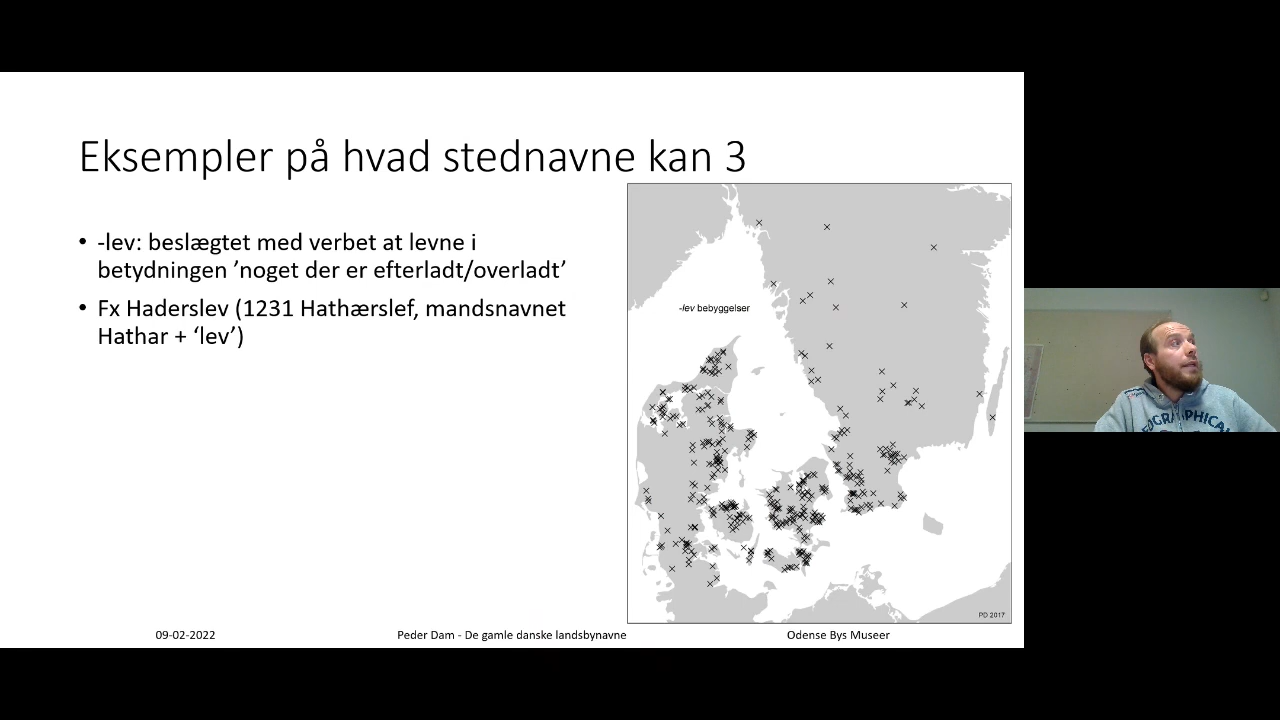 Eksempler på hvad stednavne kan 3
• -lev: beslægtet med verbet at levne i
betydningen ’noget der er efterladt/overladt’
• Fx Haderslev (1231 Hathærslef, mandsnavnet
Hathar + ‘lev’)
-lev bebyggelser
PD 2017
09-02-2022
Peder Dam - De gamle danske landsbynavne
Odense Bys Museer